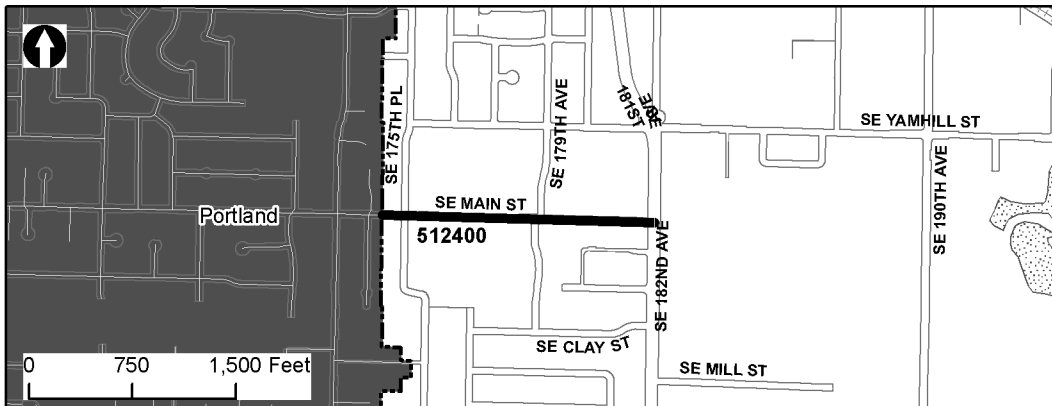 SE 175TH PL
SE 179TH AVE
181ST
SE YAMHILL ST
SE MAIN ST
Portland
512400
SE 182ND AVE
SE 190TH AVE
SE CLAY ST
SE MILL ST
0 750 1,500 Feet